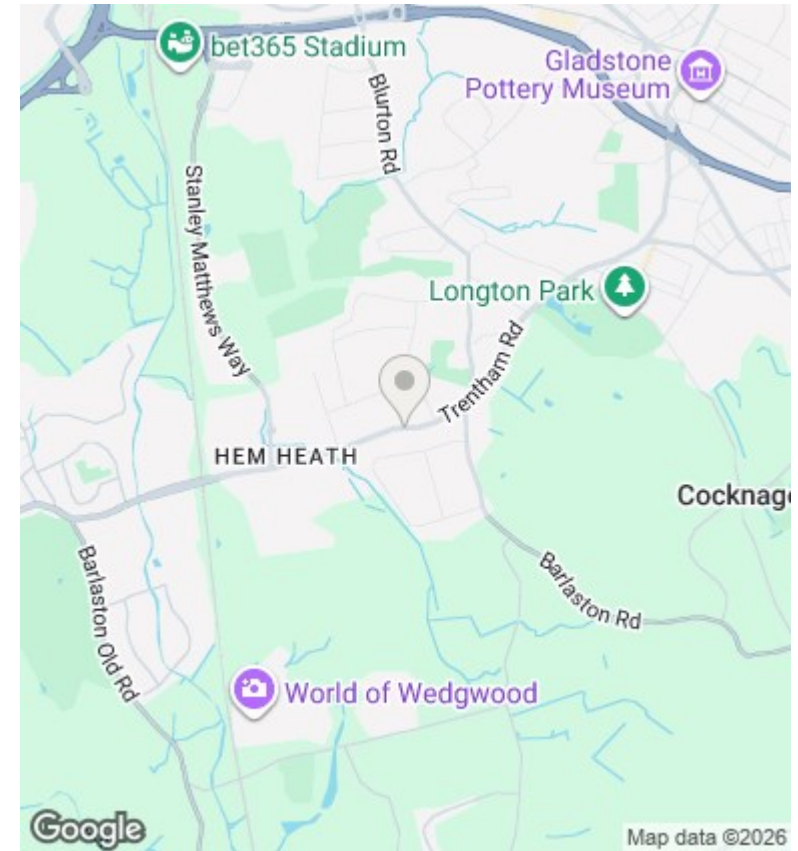 bet365 Stadium
Gladstone
Pottery Museum
Blurton Rd
Stanley Matthews Way
Longton Park
Trentham Rd
HEM HEATH
Cocknage
Barlaston Rd
Barlaston Old Rd
World of Wedgwood
Google
Map data ©2026